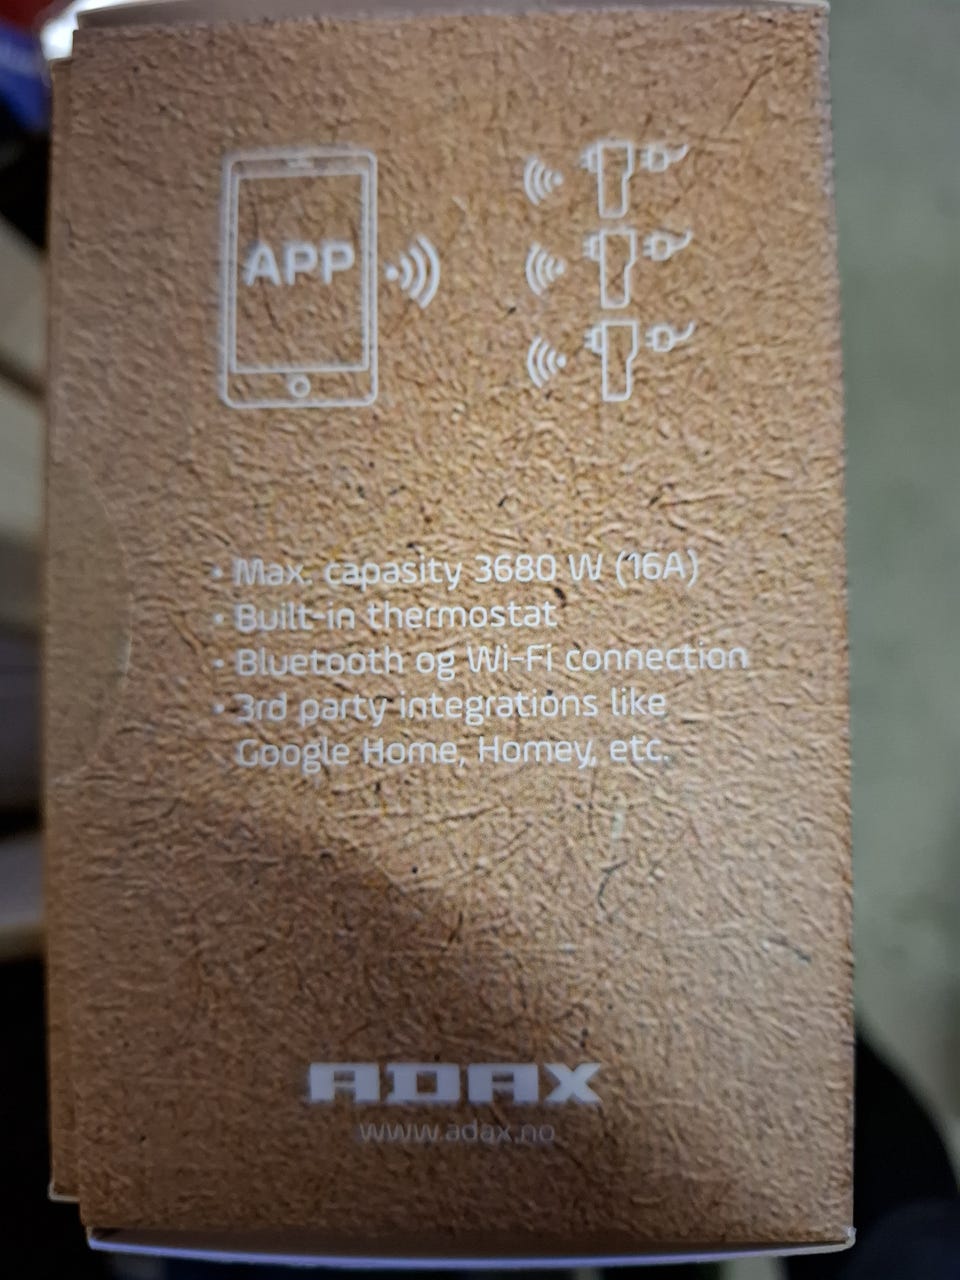 APP
• Max. capasity 3680 W (16A)
• Built-in thermostat
• Bluetooth og Wi-Fi connection
• 3rd party integrations like
Google Home, Homey, etc.
ADAX
www.adax.no